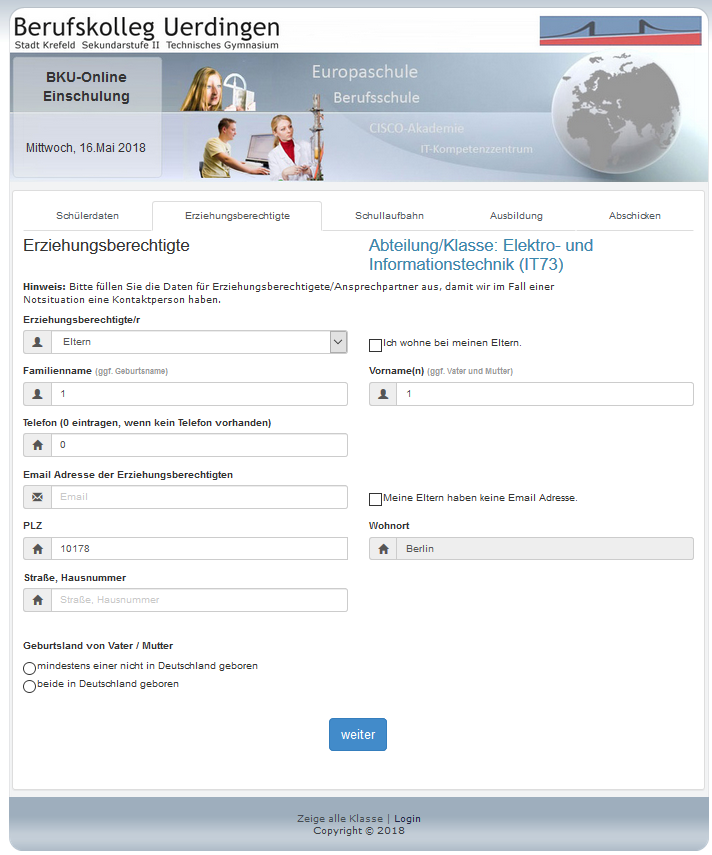 Berufskolleg Uerdingen
Stadt Krefeld Sekundarstufe II Technisches Gymnasium
BKU-Online
Einschulung
Mittwoch, 16.Mai 2018
Europaschule
Berufsschule
CISCO-Akademie
IT-Kompetenzzentrum
Schülerdaten
Erziehungsberechtigte
Schullaufbahn
Ausbildung
Abschicken
Erziehungsberechtigte
Abteilung/Klasse: Elektro- und
Informationstechnik (IT73)
Hinweis: Bitte füllen Sie die Daten für Erziehungsberechtigete/Ansprechpartner aus, damit wir im Fall einer
Notsituation eine Kontaktperson haben.
Erziehungsberechtigte/r
Eltern
Ich wohne bei meinen Eltern.
Familienname (ggf. Geburtsname)
Vorname(n) (ggf. Vater und Mutter)
1
1
Telefon (0 eintragen, wenn kein Telefon vorhanden)
0
Email Adresse der Erziehungsberechtigten
Email
Meine Eltern haben keine Email Adresse.
PLZ
Wohnort
10178
Berlin
Straße, Hausnummer
Straße, Hausnummer
Geburtsland von Vater / Mutter
mindestens einer nicht in Deutschland geboren
beide in Deutschland geboren
weiter
Zeige alle Klasse | Login
Copyright © 2018